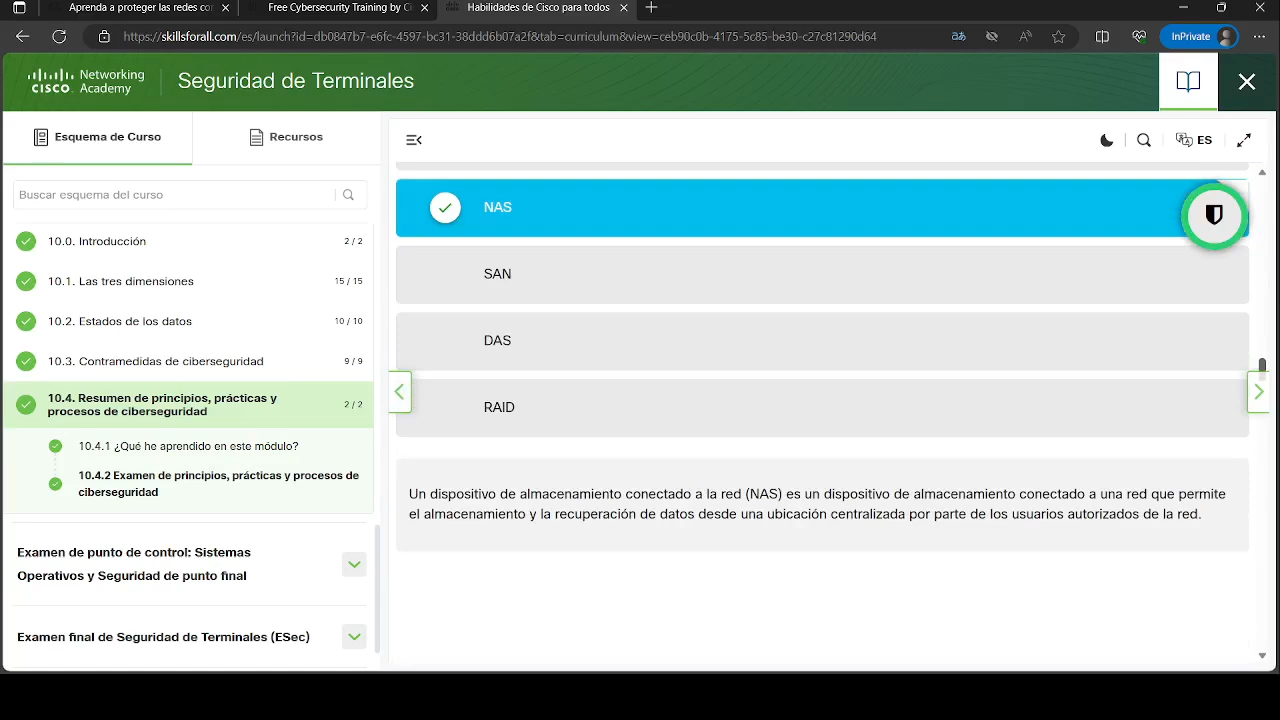 Aprenda a proteger las redes cor
Free Cybersecurity Training by Ci
Habilidades de Cisco para todos
https://skillsforall.com/es/launch?id=db0847b7-e6fc-4597-bc31-38ddd6b07a2f&tab=curriculum&view=ceb90c0b-4175-5c85-be30-c27c81290d64
InPrivate
CISCO
Networking
Academy
Seguridad de Terminales
Esquema de Curso
Recursos
ES
Buscar esquema del curso
10.0. Introducción 2 / 2
10.1. Las tres dimensiones 15 / 15
10.2. Estados de los datos 10 / 10
10.3. Contramedidas de ciberseguridad 9 / 9
10.4. Resumen de principios, prácticas y
procesos de ciberseguridad 2 / 2
10.4.1 ¿Qué he aprendido en este módulo?
10.4.2 Examen de principios, prácticas y procesos de
ciberseguridad
Examen de punto de control: Sistemas
Operativos y Seguridad de punto final
Examen final de Seguridad de Terminales (ESec)
NAS
SAN
DAS
RAID
Un dispositivo de almacenamiento conectado a la red (NAS) es un dispositivo de almacenamiento conectado a una red que permite
el almacenamiento y la recuperación de datos desde una ubicación centralizada por parte de los usuarios autorizados de la red.